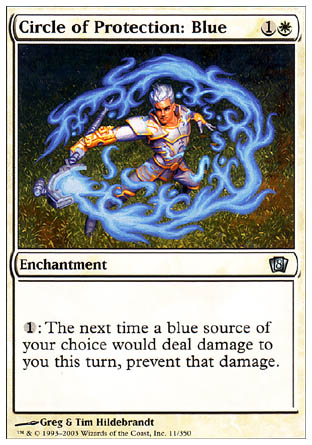 Circle of Protection: Blue 1
Enchantment
1: The next time a blue source of
your choice would deal damage to
you this turn, prevent that damage.
Greg & Tim Hildebrandt
™ & © 1993–2003 Wizards of the Coast, Inc. 11/350